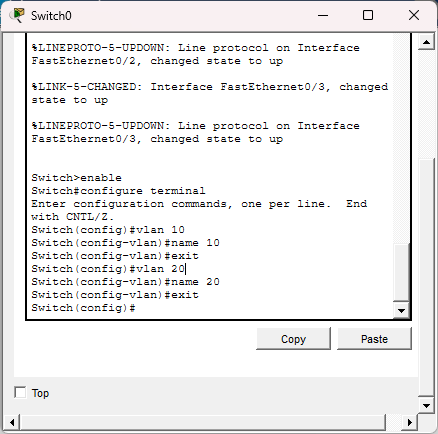 Switch0
%LINEPROTO-5-UPDOWN: Line protocol on Interface
FastEthernet0/2, changed state to up
%LINK-5-CHANGED: Interface FastEthernet0/3, changed
state to up
%LINEPROTO-5-UPDOWN: Line protocol on Interface
FastEthernet0/3, changed state to up
Switch>enable
Switch#configure terminal
Enter configuration commands, one per line.  End
with CNTL/Z.
Switch(config)#vlan 10
Switch(config-vlan)#name 10
Switch(config-vlan)#exit
Switch(config)#vlan 20
Switch(config-vlan)#name 20
Switch(config-vlan)#exit
Switch(config)#
Copy Paste
Top